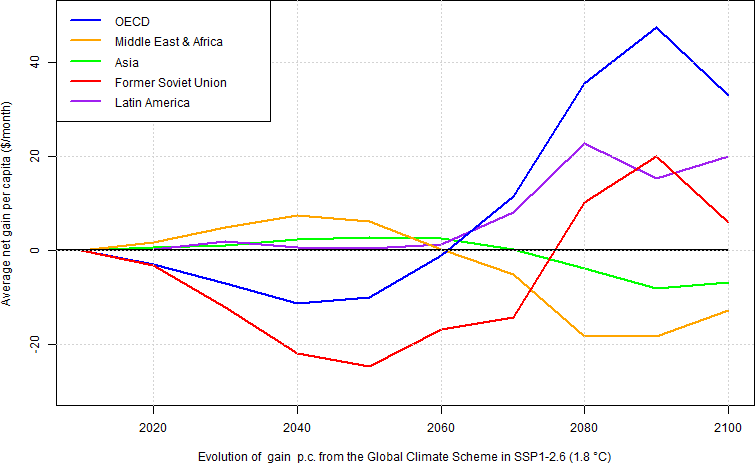 OECD
Middle East & Africa
Asia
Former Soviet Union
Latin America
Average net gain per capita ($/month)
40
20
0
-20
2020 2040 2060 2080 2100
Evolution of gain p.c. from the Global Climate Scheme in SSP1-2.6 (1.8 °C)